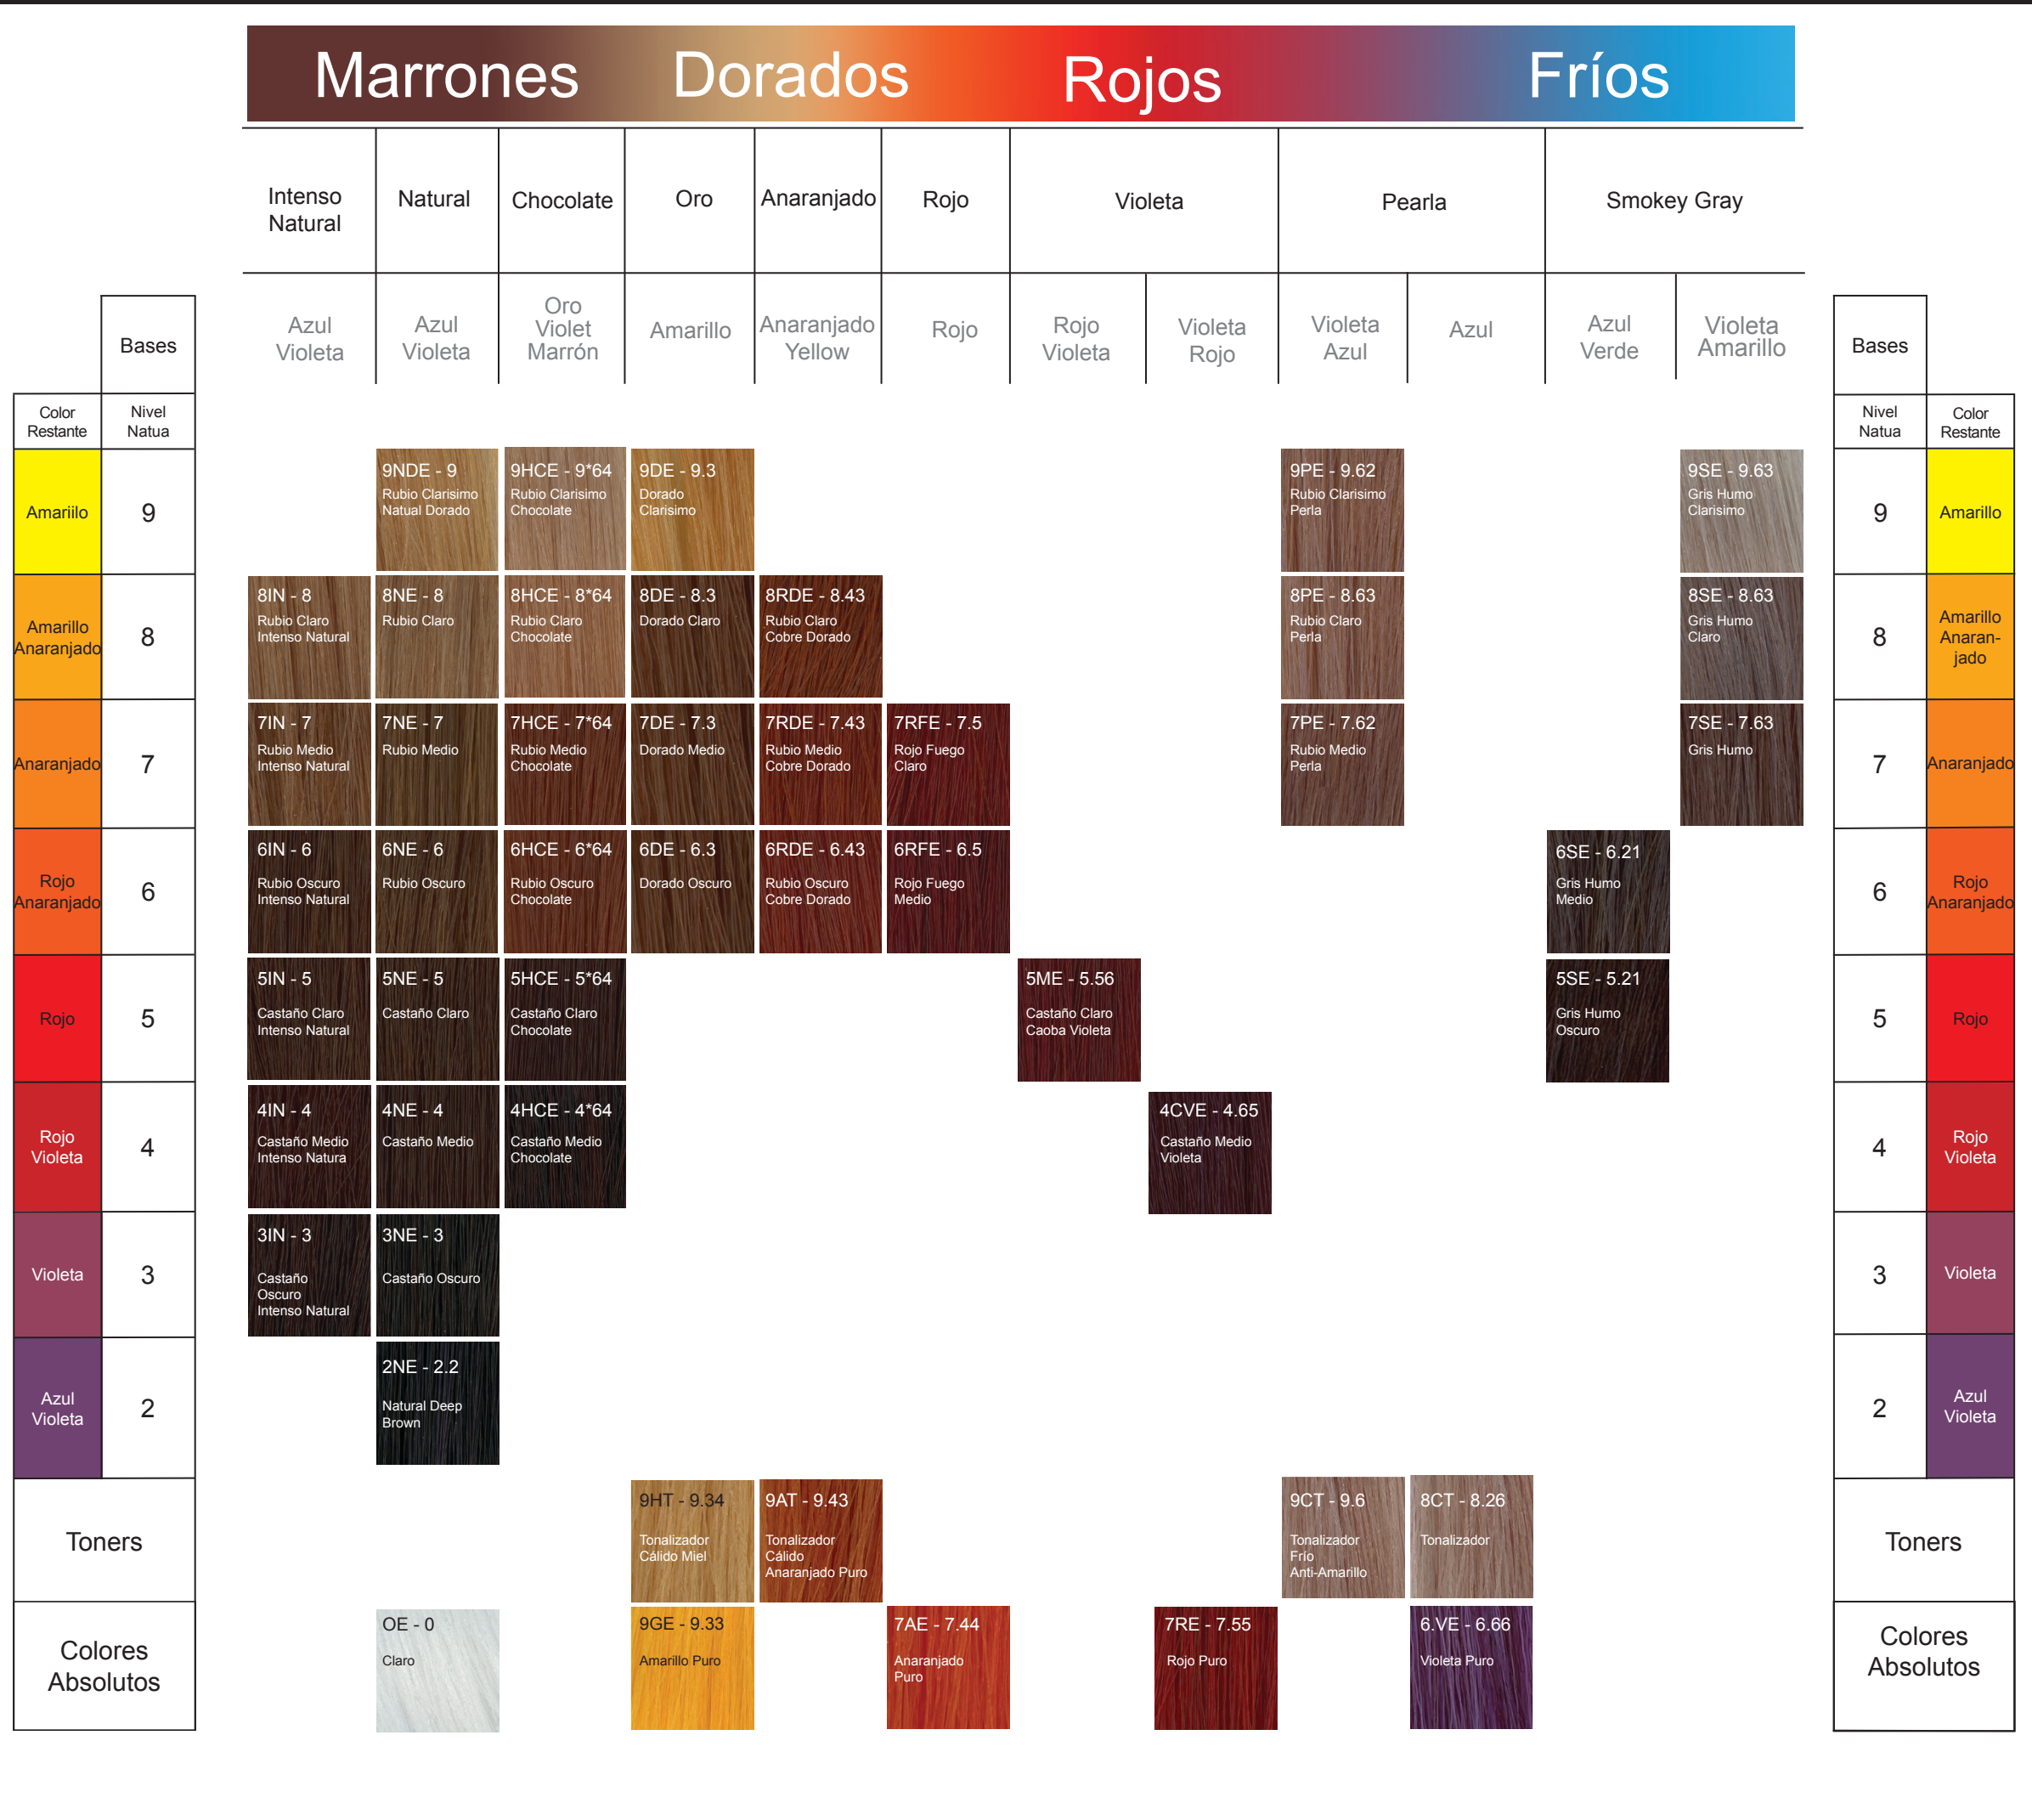 Marrones Dorados Rojos Fríos
Intenso
Natural
Natural
Chocolate
Oro
Anaranjado
Rojo
Violeta
Pearla
Smokey Gray
Azul
Violeta
Azul
Violeta
Oro
Violet
Marrón
Amarillo
Anaranjado
Yellow
Rojo
Rojo
Violeta
Violeta
Rojo
Violeta
Azul
Azul
Azul
Verde
Violeta
Amarillo
Bases
Bases
Color
Restante
Nivel
Natua
Nivel
Natua
Color
Restante
Amariilo
9
9NDE - 9
Rubio Clarisimo
Natual Dorado
9HCE - 9*64
Rubio Clarisimo
Chocolate
9DE - 9.3
Dorado
Clarisimo
9PE - 9.62
Rubio Clarisimo
Perla
9SE - 9.63
Gris Humo
Clarisimo
9
Amarillo
Amarillo
Anaranjado
8
8IN - 8
Rubio Claro
Intenso Natural
8NE - 8
Rubio Claro
8HCE - 8*64
Rubio Claro
Chocolate
8DE - 8.3
Dorado Claro
8RDE - 8.43
Rubio Claro
Cobre Dorado
8PE - 8.63
Rubio Claro
Perla
8SE - 8.63
Gris Humo
Claro
8
Amarillo
Anaran-
jado
Anaranjado
7
7IN - 7
Rubio Medio
Intenso Natural
7NE - 7
Rubio Medio
7HCE - 7*64
Rubio Medio
Chocolate
7DE - 7.3
Dorado Medio
7RDE - 7.43
Rubio Medio
Cobre Dorado
7RFE - 7.5
Rojo Fuego
Claro
7PE - 7.62
Rubio Medio
Perla
7SE - 7.63
Gris Humo
7
Anaranjado
Rojo
Anaranjado
6
6IN - 6
Rubio Oscuro
Intenso Natural
6NE - 6
Rubio Oscuro
6HCE - 6*64
Rubio Oscuro
Chocolate
6DE - 6.3
Dorado Oscuro
6RDE - 6.43
Rubio Oscuro
Cobre Dorado
6RFE - 6.5
Rojo Fuego
Medio
6SE - 6.21
Gris Humo
Medio
6
Rojo
Anaranjado
Rojo
5
5IN - 5
Castaño Claro
Intenso Natural
5NE - 5
Castaño Claro
5HCE - 5*64
Castaño Claro
Chocolate
5ME - 5.56
Castaño Claro
Caoba Violeta
5SE - 5.21
Gris Humo
Oscuro
5
Rojo
Rojo
Violeta
4
4IN - 4
Castaño Medio
Intenso Natura
4NE - 4
Castaño Medio
4HCE - 4*64
Castaño Medio
Chocolate
4CVE - 4.65
Castaño Medio
Violeta
4
Rojo
Violeta
Violeta
3
3IN - 3
Castaño
Oscuro
Intenso Natural
3NE - 3
Castaño Oscuro
3
Violeta
Azul
Violeta
2
2NE - 2.2
Natural Deep
Brown
2
Azul
Violeta
Toners
9HT - 9.34
Tonalizador
Cálido Miel
9AT - 9.43
Tonalizador
Cálido
Anaranjado Puro
9CT - 9.6
Tonalizador
Frío
Anti-Amarillo
8CT - 8.26
Tonalizador
Toners
Colores
Absolutos
OE - 0
Claro
9GE - 9.33
Amarillo Puro
7AE - 7.44
Anaranjado
Puro
7RE - 7.55
Rojo Puro
6.VE - 6.66
Violeta Puro
Colores
Absolutos